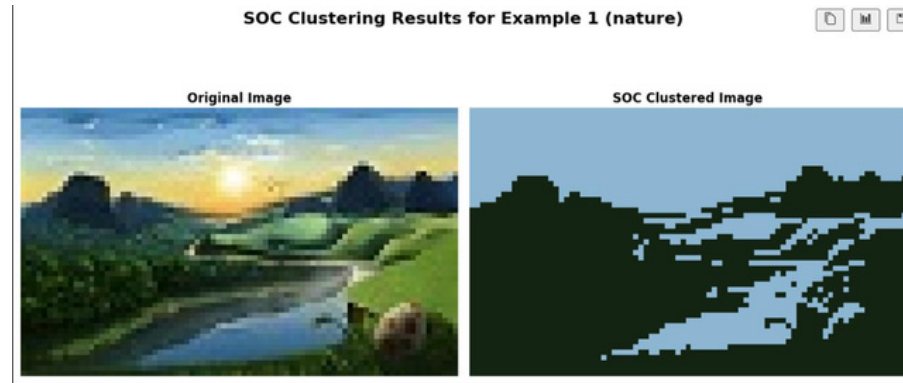 SOC Clustering Results for Example 1 (nature)
Original Image
SOC Clustered Image